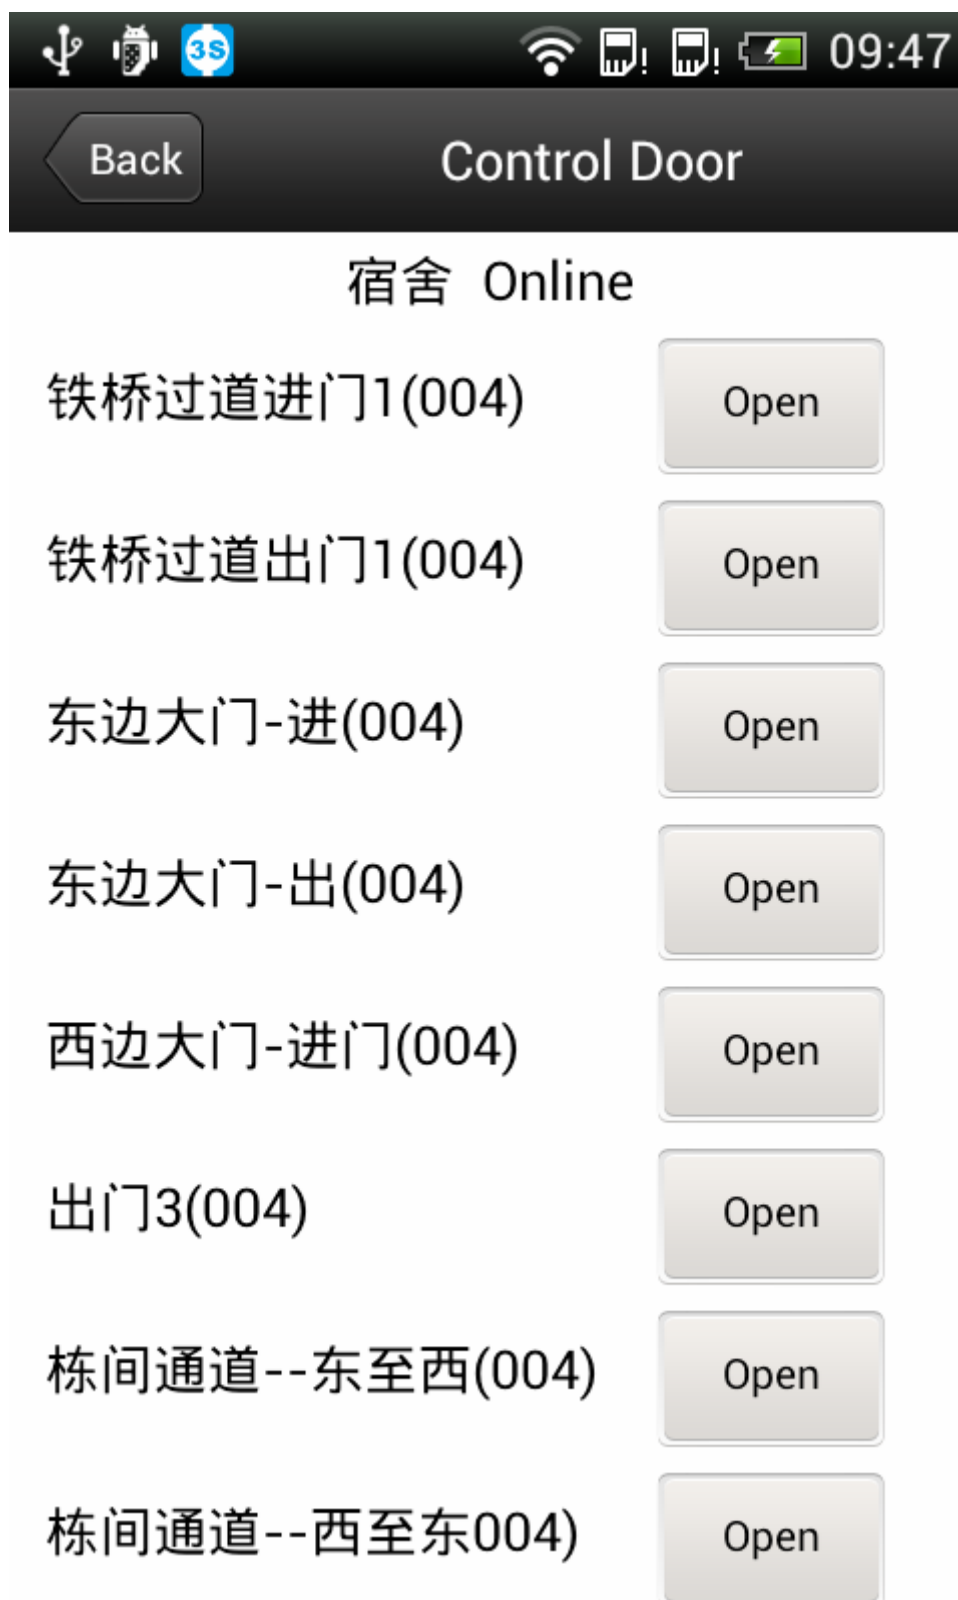 3S 09:47
Back Control Door
宿舍 Online
铁桥过道进门1(004) Open
铁桥过道出门1(004) Open
东边大门-进(004) Open
东边大门-出(004) Open
西边大门-进门(004) Open
出门3(004) Open
栋间通道--东至西(004) Open
栋间通道--西至东004) Open